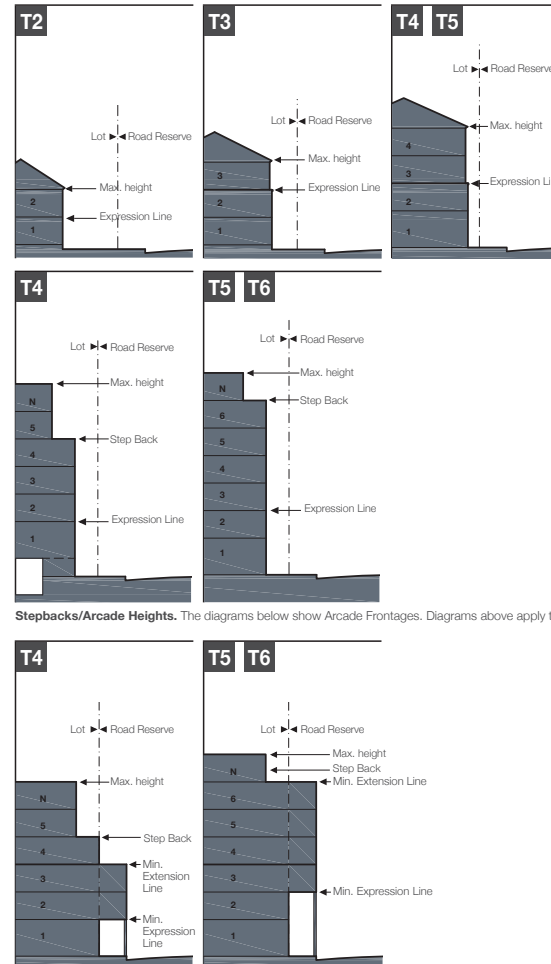 T2
Lot Road Reserve
Max. height
Expression Line
2
1
T3
Lot Road Reserve
Max. height
Expression Line
3
2
1
T4 T5
Lot Road Reserve
Max. height
Expression
4
3
2
1
T4
Lot Road Reserve
Max. height
Step Back
Expression Line
N
5
4
3
2
1
T5 T6
Lot Road Reserve
Max. height
Step Back
Expression Line
N
6
5
4
3
2
1
Stepbacks/Arcade Heights. The diagrams below show Arcade Frontages. Diagrams above apply
T4
Lot Road Reserve
Max. height
Step Back
Min.
Extension
Line
Min.
Expression
Line
N
5
4
3
2
1
T5 T6
Lot Road Reserve
Max. height
Step Back
Min. Extension Line
Min. Expression Line
N
6
5
4
3
2
1